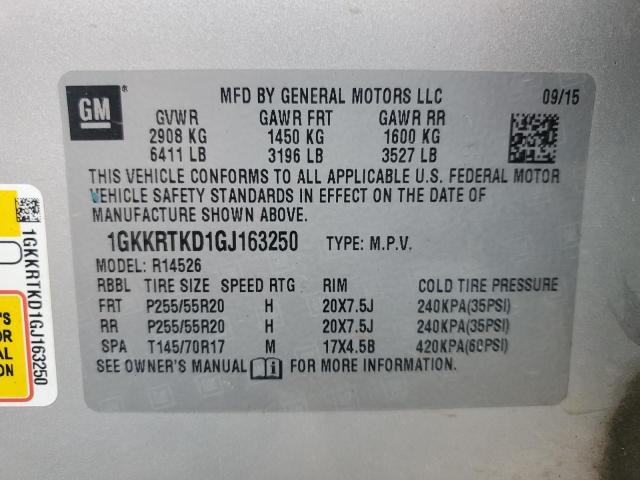 GM
MFD BY GENERAL MOTORS LLC 09/15
GVWR GAWR FRT GAWR RR
2908 KG 1450 KG 1600 KG
6411 LB 3196 LB 3527 LB
THIS VEHICLE CONFORMS TO ALL APPLICABLE U.S. FEDERAL MOTOR
VEHICLE SAFETY STANDARDS IN EFFECT ON THE DATE OF
MANUFACTURE SHOWN ABOVE.
1GKKRTKD1GJ163250 TYPE: M.P.V.
MODEL: R14526
RBBL TIRE SIZE SPEED RTG RIM COLD TIRE PRESSURE
FRT P255/55R20 H 20X7.5J 240KPA(35PSI)
RR P255/55R20 H 20X7.5J 240KPA(35PSI)
SPA T145/70R17 M 17X4.5B 420KPA(60PSI)
SEE OWNER'S MANUAL FOR MORE INFORMATION.
1GKKRTKD1GJ163250
'S
OR
AL
ON